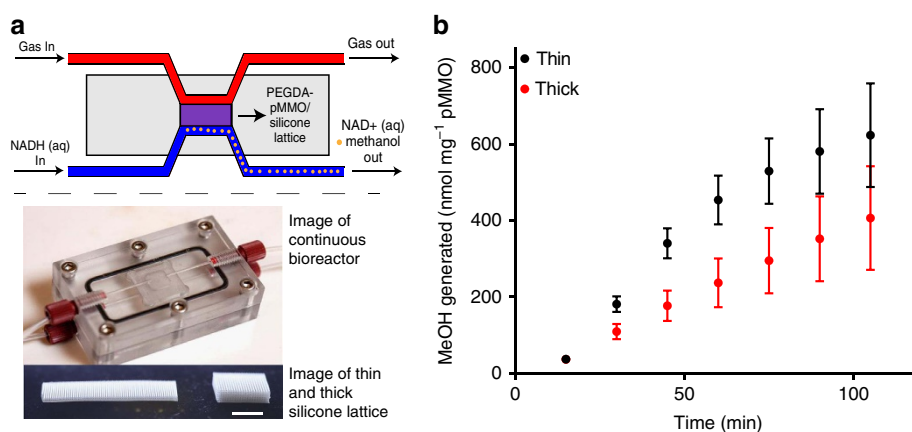 a
Gas In
Gas out
PEGDA-
pMMO/
silicone
lattice
NADH (aq)
In
NAD+ (aq)
methanol
out
Image of
continuous
bioreactor
Image of thin
and thick
silicone lattice
b
MeOH generated (nmol mg⁻¹ pMMO)
800
600
400
200
0
Thin
Thick
0
50
100
Time (min)